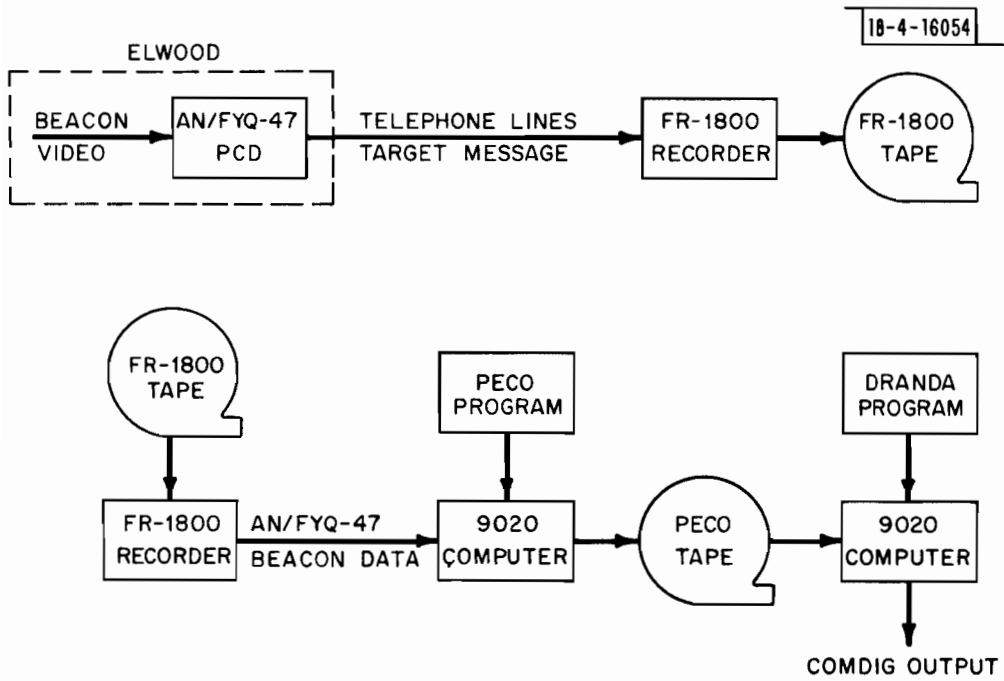 18-4-16054
ELWOOD
BEACON
VIDEO
AN/FYQ-47
PCD
TELEPHONE LINES
TARGET MESSAGE
FR-1800
RECORDER
FR-1800
TAPE
FR-1800
TAPE
PECO
PROGRAM
DRANDA
PROGRAM
FR-1800
RECORDER
AN/FYQ-47
BEACON DATA
9020
COMPUTER
PECO
TAPE
9020
COMPUTER
COMDIG OUTPUT